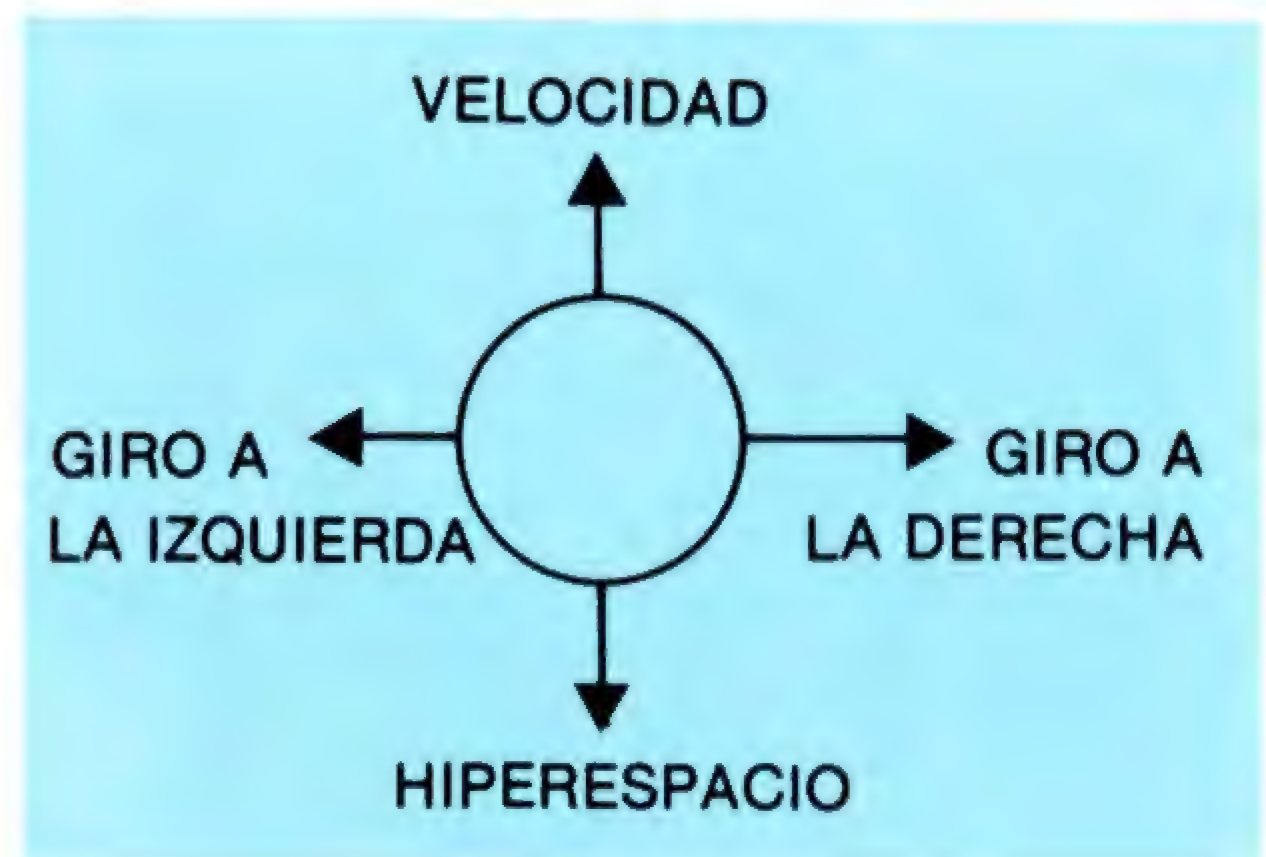 VELOCIDAD
GIRO A
LA IZQUIERDA
GIRO A
LA DERECHA
HIPERESPACIO